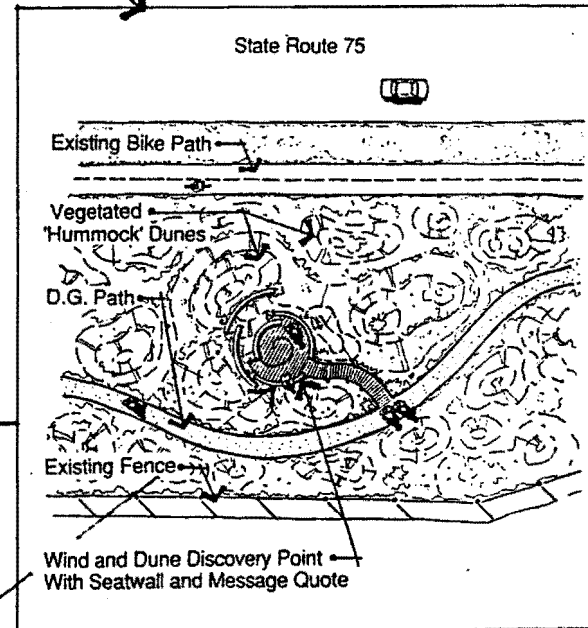 State Route 75
Existing Bike Path
Vegetated
'Hummock' Dunes
D.G. Path
Existing Fence
Wind and Dune Discovery Point
With Seatwall and Message Quote